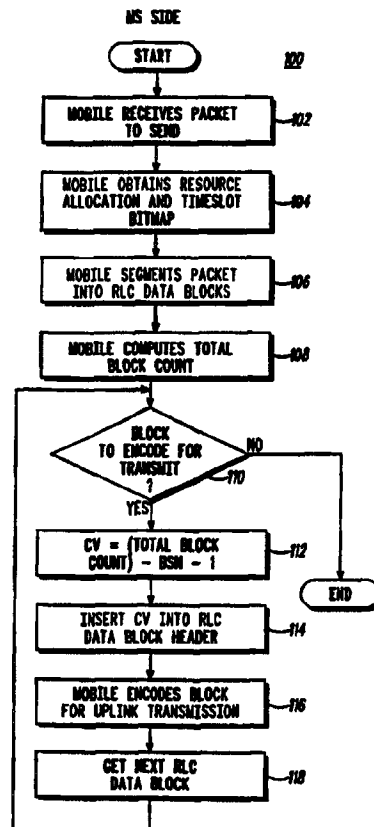 MS SIDE
START
100
MOBILE RECEIVES PACKET
TO SEND
102
MOBILE OBTAINS RESOURCE
ALLOCATION AND TIMESLOT
BITMAP
104
MOBILE SEGMENTS PACKET
INTO RLC DATA BLOCKS
106
MOBILE COMPUTES TOTAL
BLOCK COUNT
108
BLOCK
TO ENCODE FOR
TRANSMIT
?
NO
110
YES
CV = (TOTAL BLOCK
COUNT) - BSN - 1
112
END
INSERT CV INTO RLC
DATA BLOCK HEADER
114
MOBILE ENCODES BLOCK
FOR UPLINK TRANSMISSION
116
GET NEXT RLC
DATA BLOCK
118